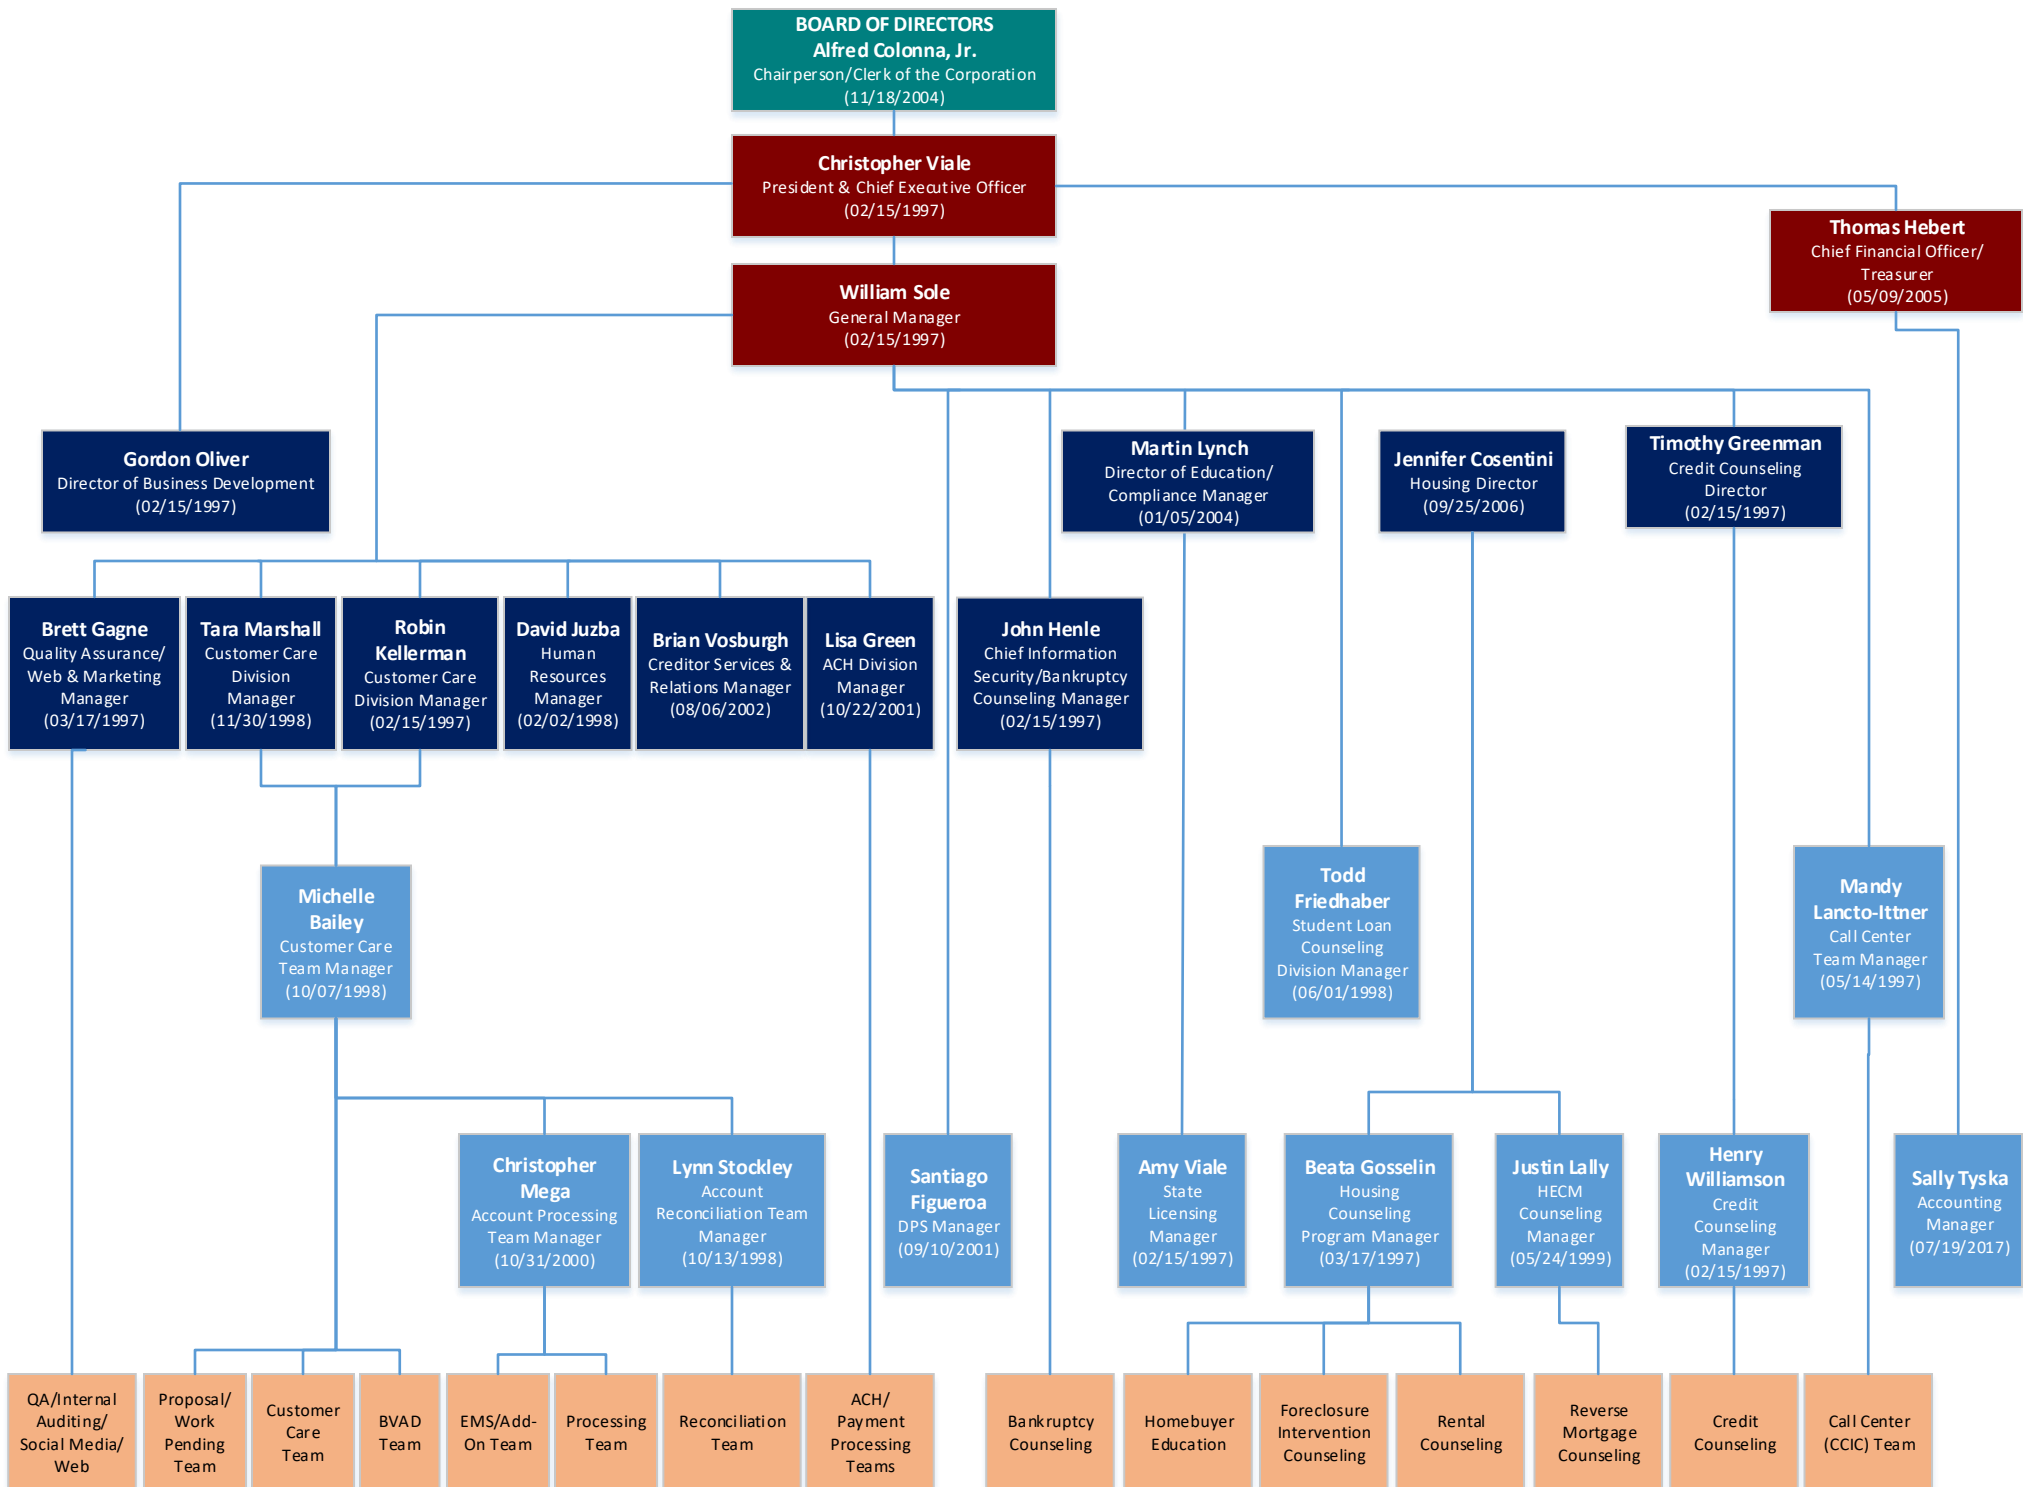 BOARD OF DIRECTORS
Alfred Colonna, Jr.
Chairperson/Clerk of the Corporation
(11/18/2004)
Christopher Viale
President & Chief Executive Officer
(02/15/1997)
Thomas Hebert
Chief Financial Officer/
Treasurer
(05/09/2005)
William Sole
General Manager
(02/15/1997)
Gordon Oliver
Director of Business Development
(02/15/1997)
Martin Lynch
Director of Education/
Compliance Manager
(01/05/2004)
Jennifer Cosentini
Housing Director
(09/25/2006)
Timothy Greenman
Credit Counseling
Director
(02/15/1997)
Brett Gagne
Quality Assurance/
Web & Marketing
Manager
(03/17/1997)
Tara Marshall
Customer Care
Division
Manager
(11/30/1998)
Robin
Kellerman
Customer Care
Division Manager
(02/15/1997)
David Juzba
Human
Resources
Manager
(02/02/1998)
Brian Vosburgh
Creditor Services &
Relations Manager
(08/06/2002)
Lisa Green
ACH Division
Manager
(10/22/2001)
John Henle
Chief Information
Security/Bankruptcy
Counseling Manager
(02/15/1997)
Michelle
Bailey
Customer Care
Team Manager
(10/07/1998)
Todd
Friedhaber
Student Loan
Counseling
Division Manager
(06/01/1998)
Mandy
Lancto-Ittner
Call Center
Team Manager
(05/14/1997)
Christopher
Mega
Account Processing
Team Manager
(10/31/2000)
Lynn Stockley
Account
Reconciliation Team
Manager
(10/13/1998)
Santiago
Figueroa
DPS Manager
(09/10/2001)
Amy Viale
State
Licensing
Manager
(02/15/1997)
Beata Gosselin
Housing
Counseling
Program Manager
(03/17/1997)
Justin Lally
HECM
Counseling
Manager
(05/24/1999)
Henry
Williamson
Credit
Counseling
Manager
(02/15/1997)
Sally Tyska
Accounting
Manager
(07/19/2017)
QA/Internal
Auditing/
Social Media/
Web
Proposal/
Work
Pending
Team
Customer
Care
Team
BVAD
Team
EMS/Add-
On Team
Processing
Team
Reconciliation
Team
ACH/
Payment
Processing
Teams
Bankruptcy
Counseling
Homebuyer
Education
Foreclosure
Intervention
Counseling
Rental
Counseling
Reverse
Mortgage
Counseling
Credit
Counseling
Call Center
(CCIC) Team